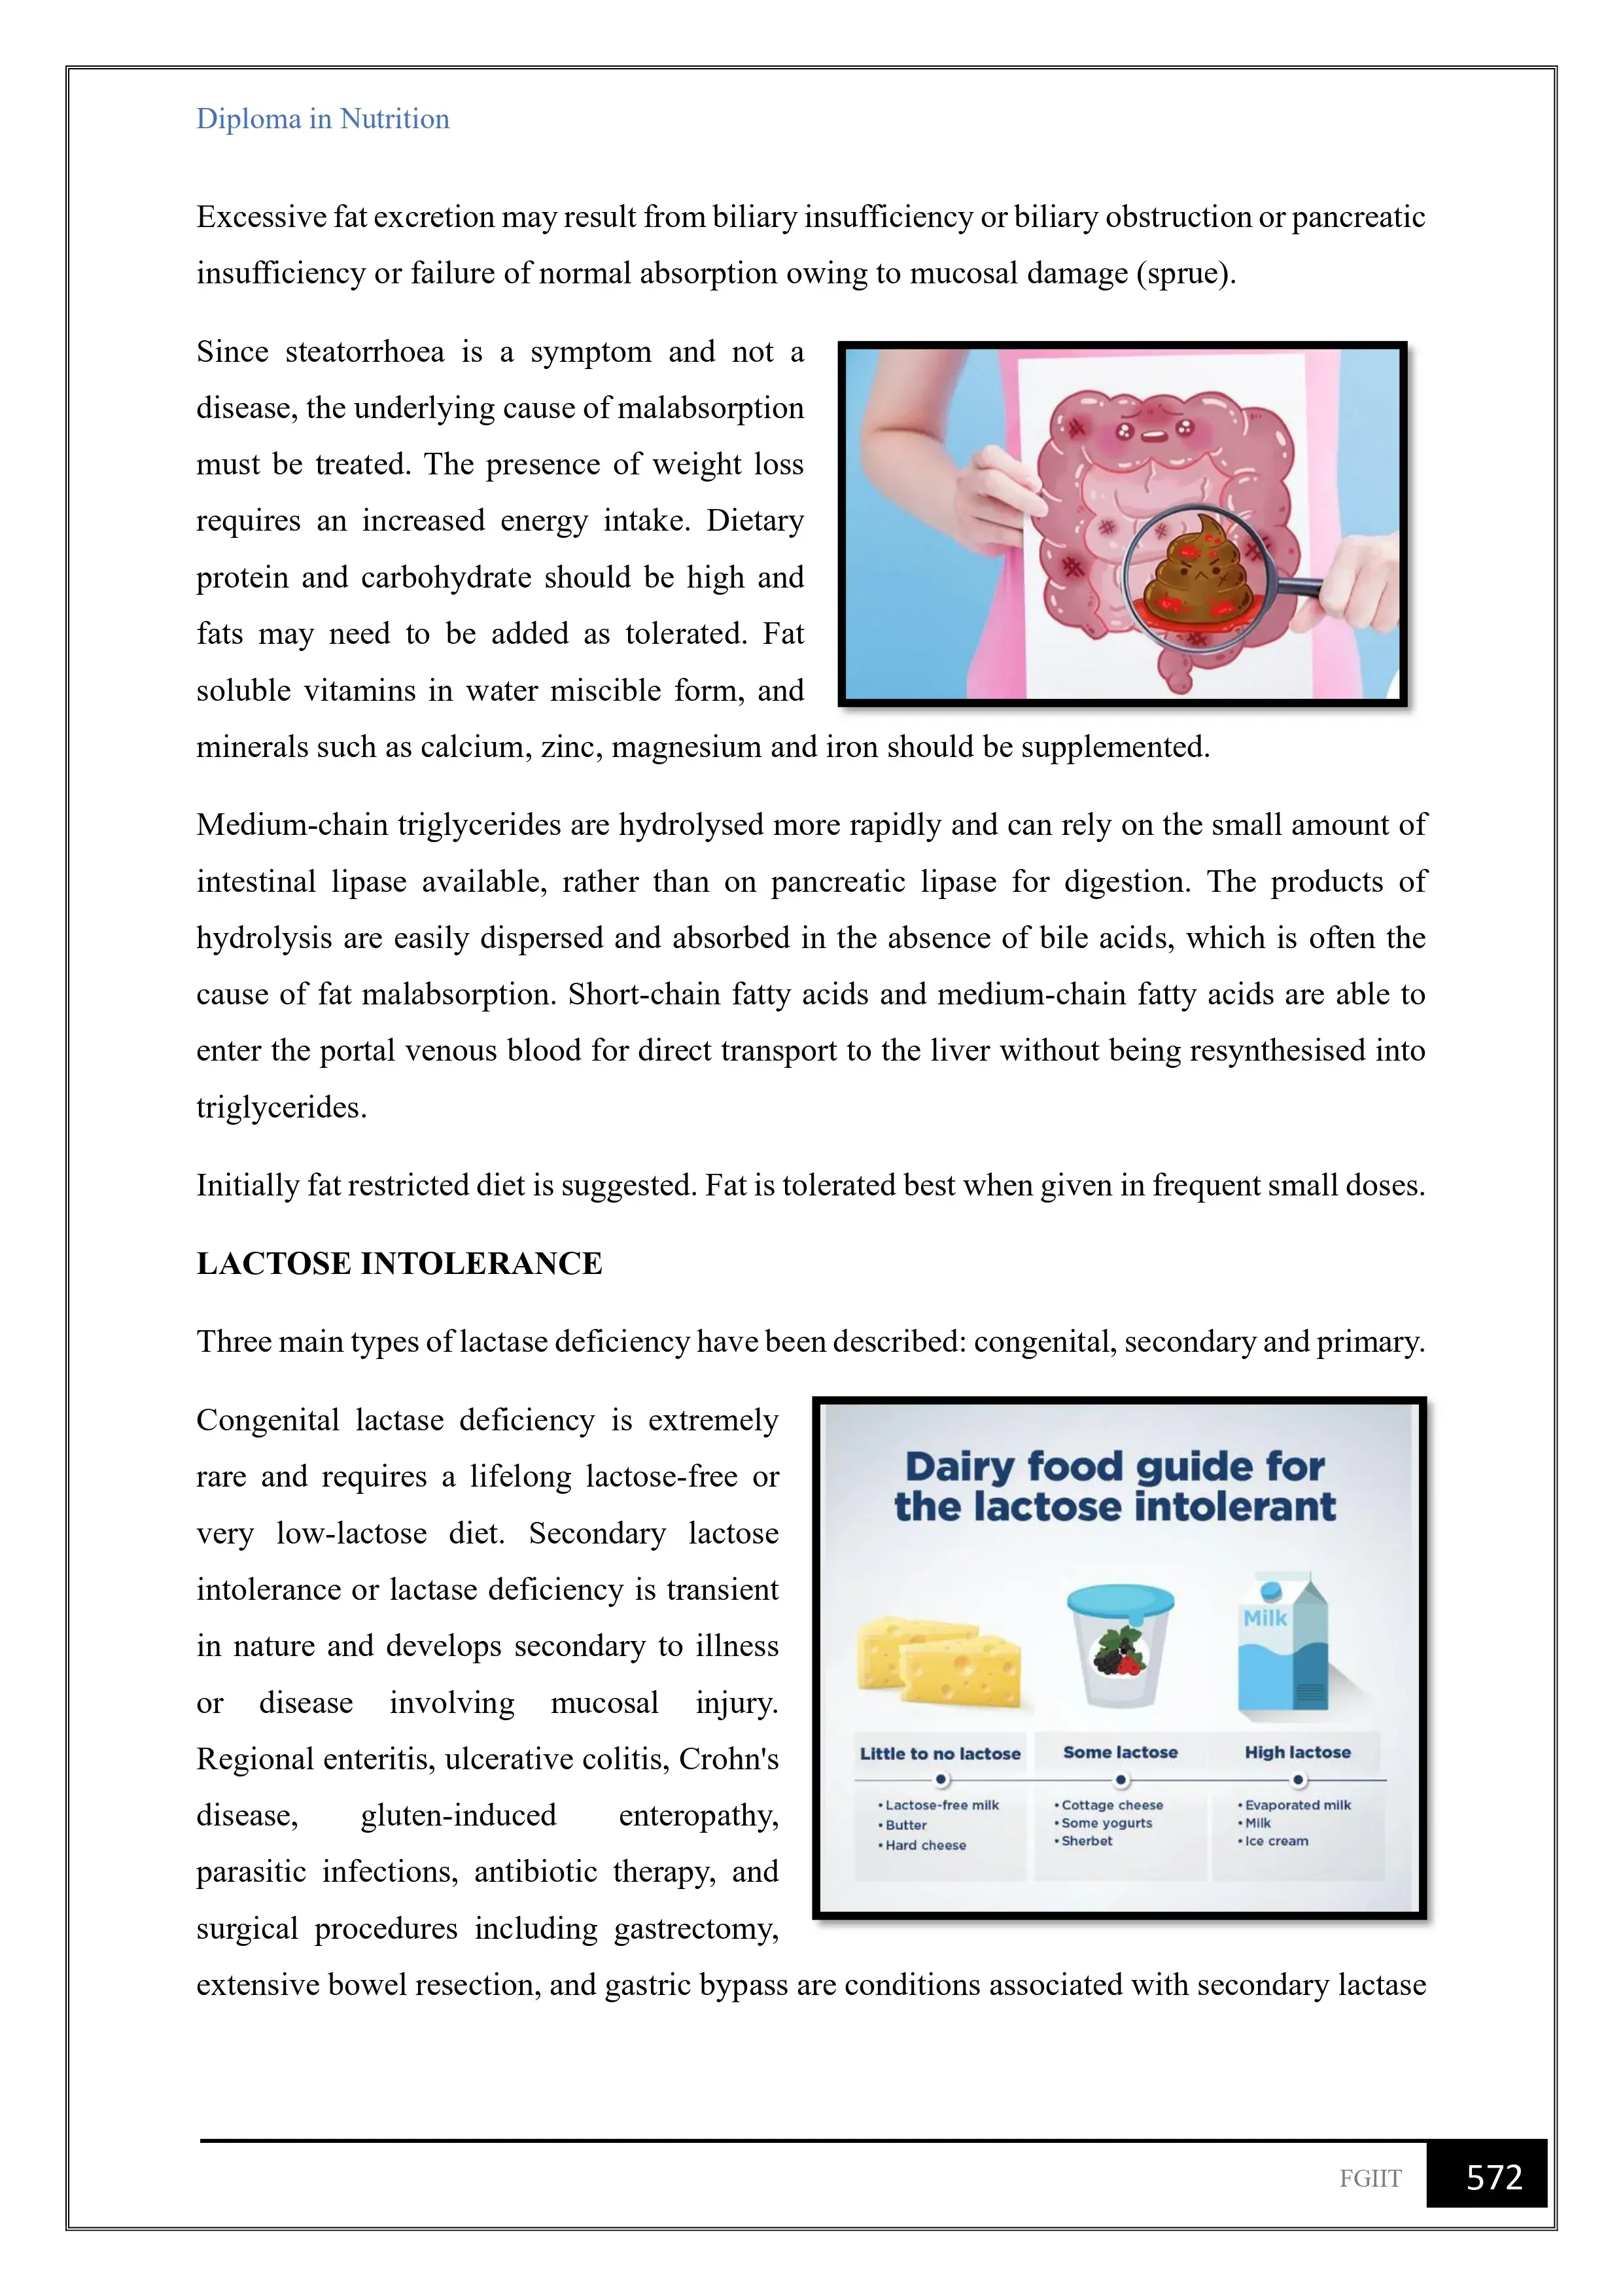 Diploma in Nutrition
Excessive fat excretion may result from biliary insufficiency or biliary obstruction or pancreatic
insufficiency or failure of normal absorption owing to mucosal damage (sprue).
Since steatorrhoea is a symptom and not a
disease, the underlying cause of malabsorption
must be treated. The presence of weight loss
requires an increased energy intake. Dietary
protein and carbohydrate should be high and
fats may need to be added as tolerated. Fat
soluble vitamins in water miscible form, and
minerals such as calcium, zinc, magnesium and iron should be supplemented.
Medium-chain triglycerides are hydrolysed more rapidly and can rely on the small amount of
intestinal lipase available, rather than on pancreatic lipase for digestion. The products of
hydrolysis are easily dispersed and absorbed in the absence of bile acids, which is often the
cause of fat malabsorption. Short-chain fatty acids and medium-chain fatty acids are able to
enter the portal venous blood for direct transport to the liver without being resynthesised into
triglycerides.
Initially fat restricted diet is suggested. Fat is tolerated best when given in frequent small doses.
LACTOSE INTOLERANCE
Three main types of lactase deficiency have been described: congenital, secondary and primary.
Congenital lactase deficiency is extremely
rare and requires a lifelong lactose-free or
very low-lactose diet. Secondary lactose
intolerance or lactase deficiency is transient
in nature and develops secondary to illness
or disease involving mucosal injury.
Regional enteritis, ulcerative colitis, Crohn's
disease, gluten-induced enteropathy,
parasitic infections, antibiotic therapy, and
surgical procedures including gastrectomy,
extensive bowel resection, and gastric bypass are conditions associated with secondary lactase
Dairy food guide for
the lactose intolerant
Milk
Little to no lactose
• Lactose-free milk
• Butter
• Hard cheese
Some lactose
• Cottage cheese
• Some yogurts
• Sherbet
High lactose
• Evaporated milk
• Milk
• Ice cream
FGIIT
572